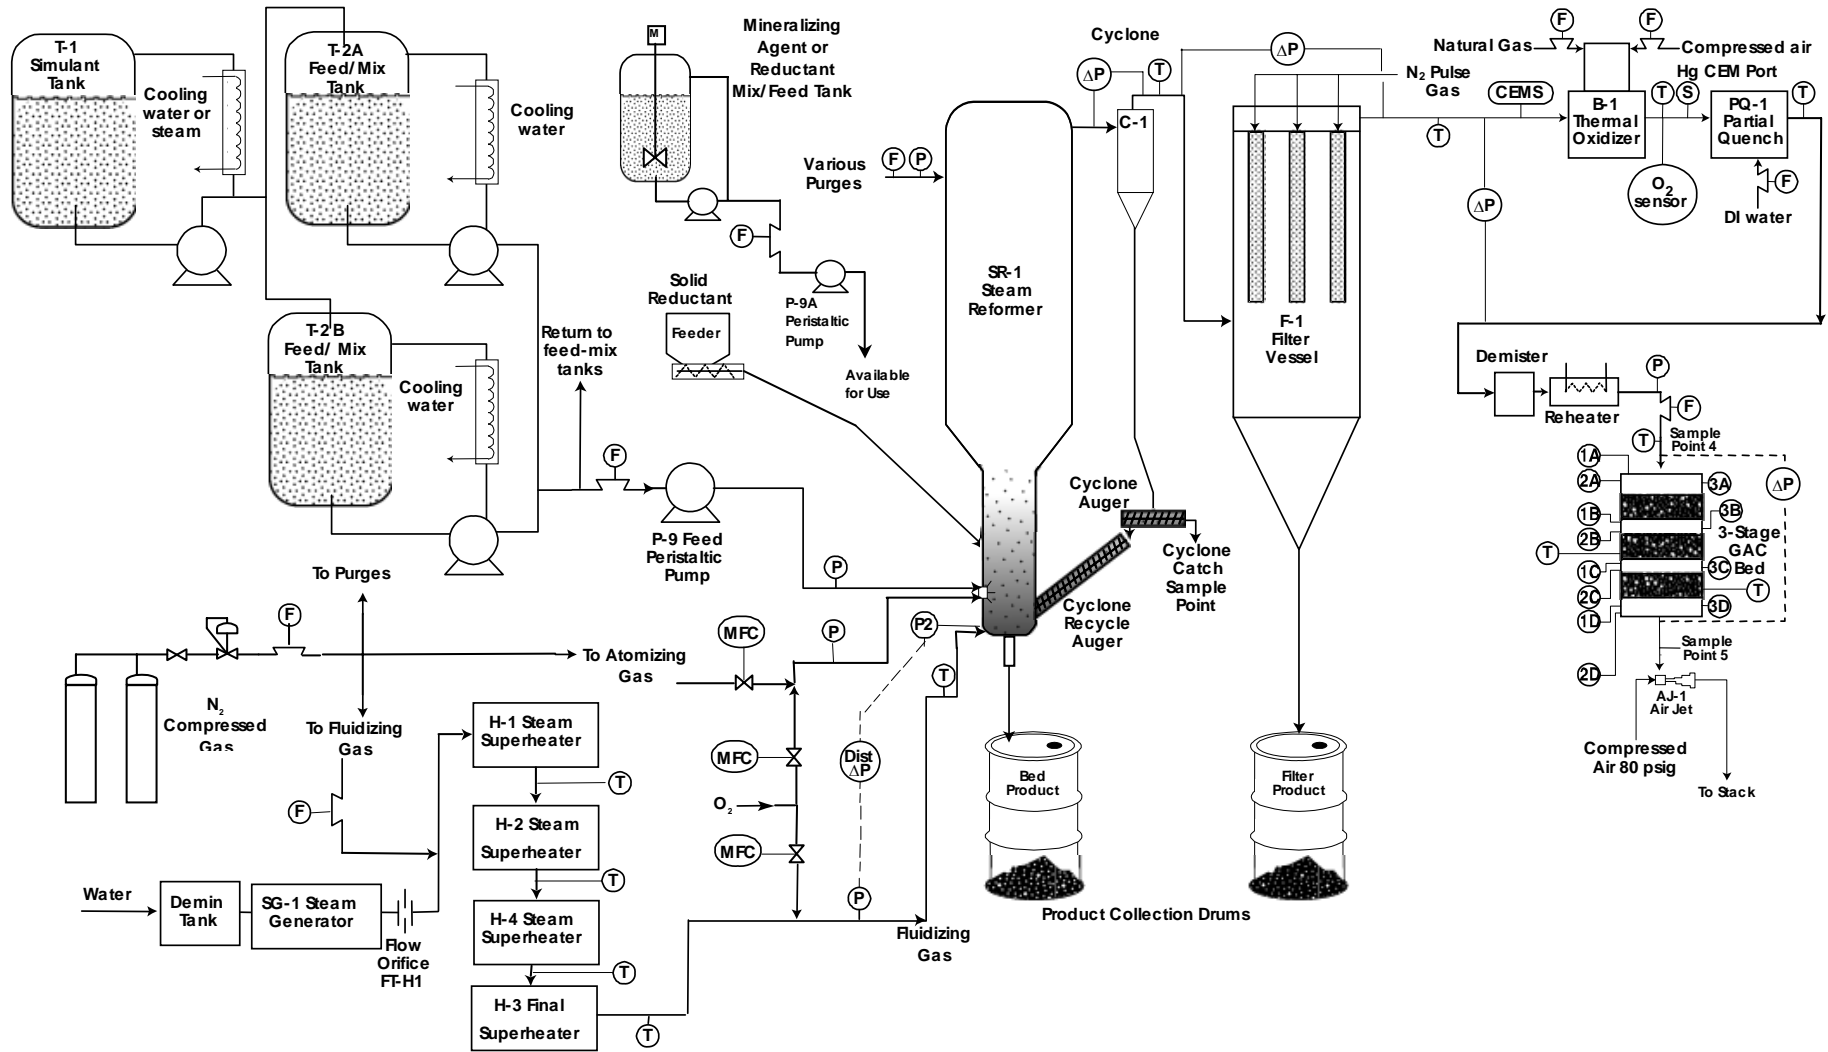 T-1
Simulant
Tank
Cooling
water or
steam
T-2A
Feed/Mix
Tank
Cooling
water
M
Mineralizing
Agent or
Reductant
Mix/Feed Tank
F
P-9A
Peristaltic
Pump
Available
for Use
Solid
Reductant
Feeder
Various
Purges
F
P
SR-1
Steam
Reformer
Cyclone
ΔP
T
C-1
ΔP
N2 Pulse
Gas
F-1
Filter
Vessel
T
CEMS
ΔP
Natural Gas
F
F
Compressed air
Hg CEM Port
B-1
Thermal
Oxidizer
T
S
O2
sensor
PQ-1
Partial
Quench
T
F
DI water
T-2B
Feed/ Mix
Tank
Cooling
water
Return to
feed-mix
tanks
F
P-9 Feed
Peristaltic
Pump
P
Demister
Reheater
P
F
T
Sample
Point 4
ΔP
1A
2A
1B
2B
T
1C
2C
1D
2D
3A
3B
3-Stage
GAC
Bed
3C
T
3D
Sample
Point 5
AJ-1
Air Jet
Compressed
Air 80 psig
To Stack
Cyclone
Auger
Cyclone
Catch
Sample
Point
Cyclone
Recycle
Auger
To Purges
F
N2
Compressed
Gas
To Atomizing
Gas
To Fluidizing
Gas
F
MFC
P
P2
T
MFC
O2
MFC
Dist
ΔP
P
Fluidizing
Gas
H-1 Steam
Superheater
T
H-2 Steam
Superheater
T
H-4 Steam
Superheater
T
H-3 Final
Superheater
T
Water
Demin
Tank
SG-1 Steam
Generator
Flow
Orifice
FT-H1
Bed
Product
Filter
Product
Product Collection Drums